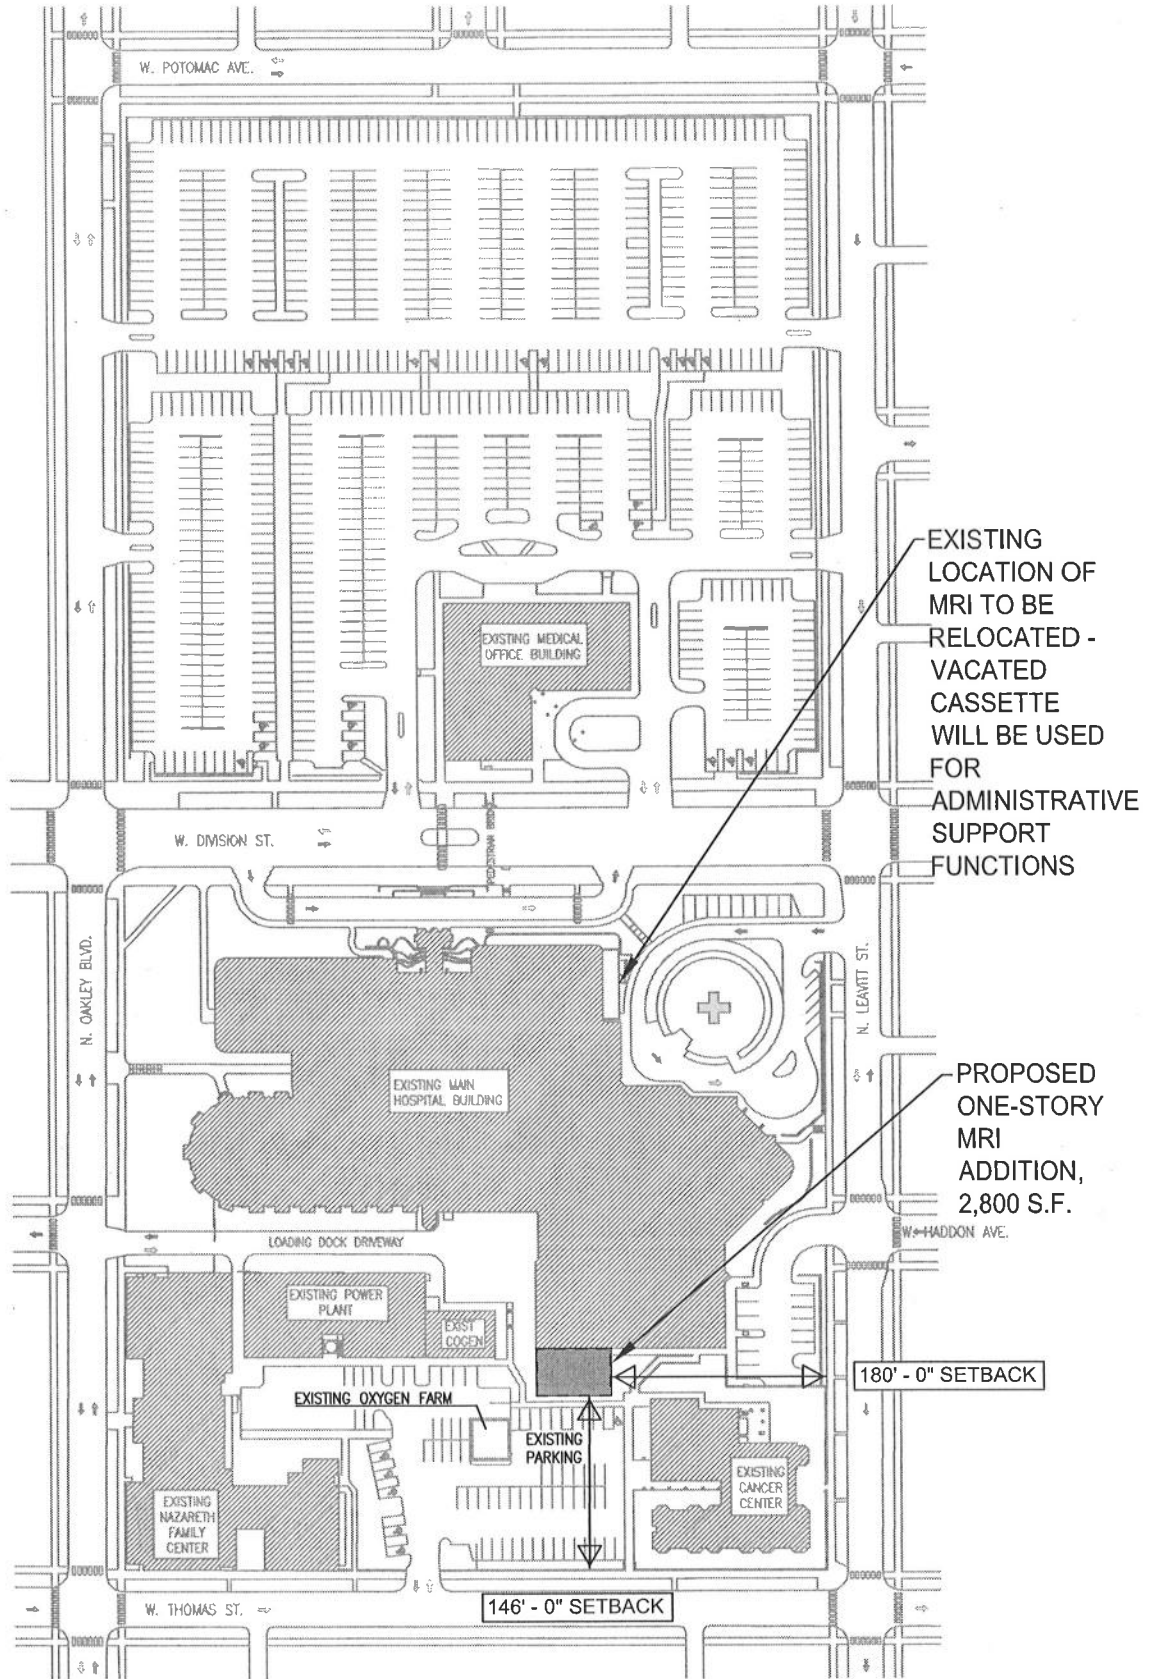 W. POTOMAC AVE.
EXISTING
LOCATION OF
MRI TO BE
RELOCATED -
VACATED
CASSETTE
WILL BE USED
FOR
ADMINISTRATIVE
SUPPORT
FUNCTIONS
EXISTING MEDICAL
OFFICE BUILDING
W. DIVISION ST.
PEDESTRIAN BRIDGE
N. OAKLEY BLVD.
N. LEAVITT ST.
EXISTING MAIN
HOSPITAL BUILDING
PROPOSED
ONE-STORY
MRI
ADDITION,
2,800 S.F.
W. HADDON AVE.
LOADING DOCK DRIVEWAY
EXISTING POWER
PLANT
EXIST
COGEN
180' - 0" SETBACK
EXISTING OXYGEN FARM
EXISTING
PARKING
EXISTING
CANCER
CENTER
EXISTING
NAZARETH
FAMILY
CENTER
146' - 0" SETBACK
W. THOMAS ST.